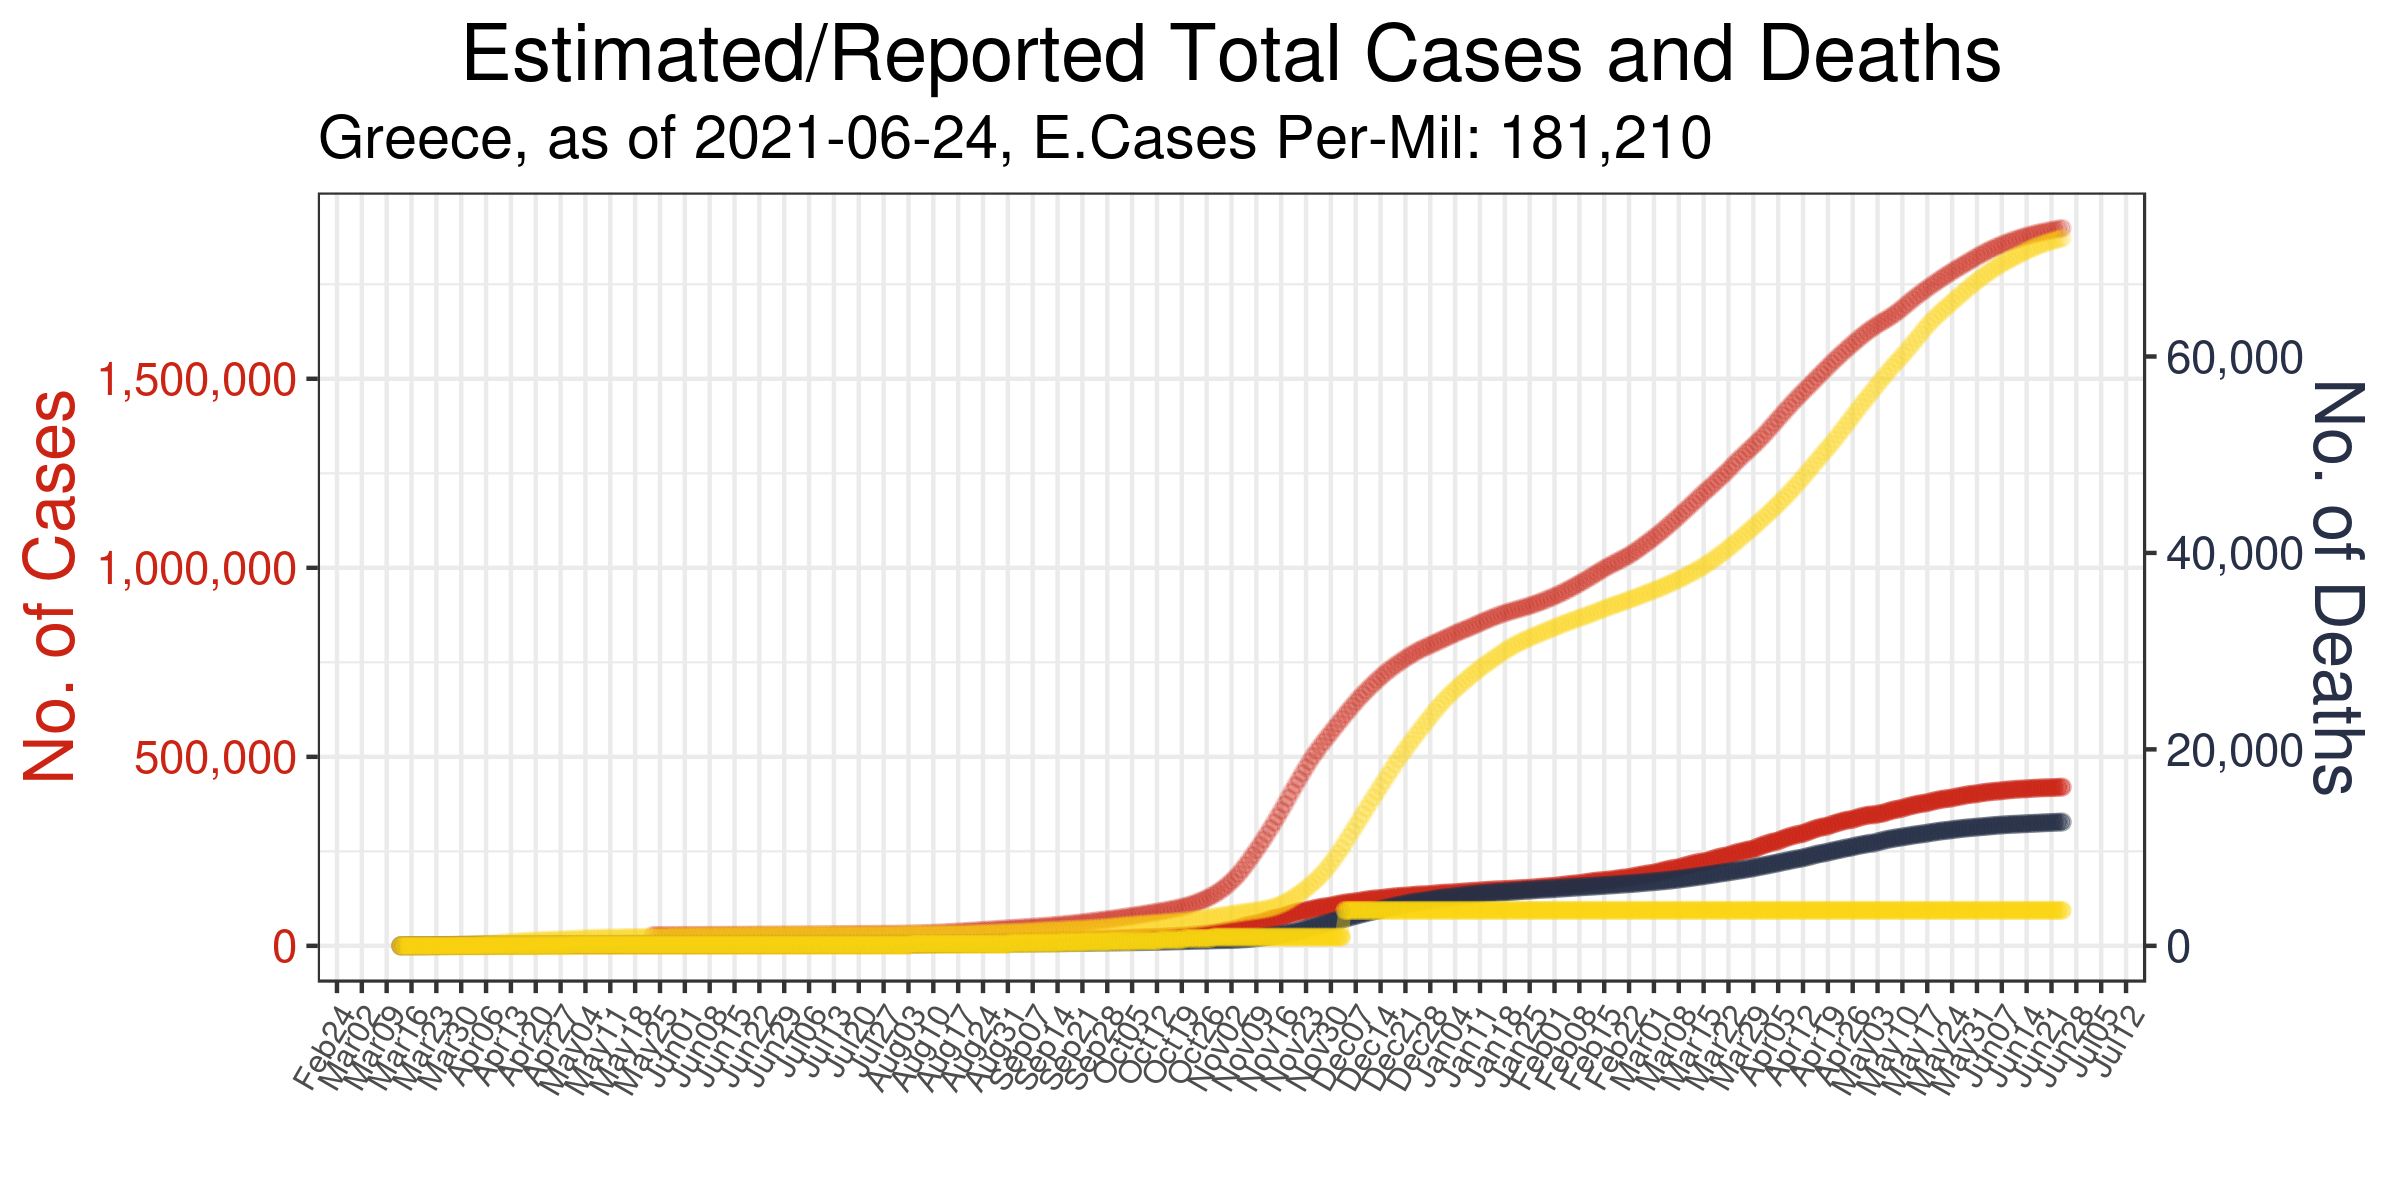 Estimated/Reported Total Cases and Deaths
Greece, as of 2021-06-24, E.Cases Per-Mil: 181,210
No. of Cases
1,500,000
1,000,000
500,000
0
60,000
40,000
20,000
0
No. of Deaths
Feb24
Mar02
Mar09
Mar16
Mar23
Mar30
Apr06
Apr13
Apr20
Apr27
May04
May11
May18
May25
Jun01
Jun08
Jun15
Jun22
Jun29
Jul06
Jul13
Jul20
Jul27
Aug03
Aug10
Aug17
Aug24
Aug31
Sep07
Sep14
Sep21
Sep28
Oct05
Oct12
Oct19
Oct26
Nov02
Nov09
Nov16
Nov23
Nov30
Dec07
Dec14
Dec21
Dec28
Jan04
Jan11
Jan18
Jan25
Feb01
Feb08
Feb15
Feb22
Mar01
Mar08
Mar15
Mar22
Mar29
Apr05
Apr12
Apr19
Apr26
May03
May10
May17
May24
May31
Jun07
Jun14
Jun21
Jun28
Jul05
Jul12